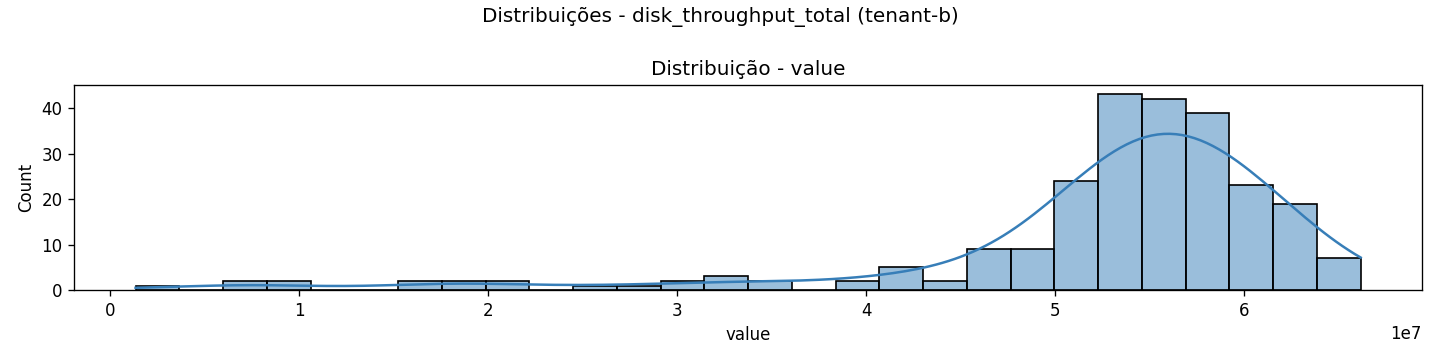 Distribuições - disk_throughput_total (tenant-b)
Distribuição - value
Count
40
30
20
10
0
0 1 2 3 4 5 6
value
1e7